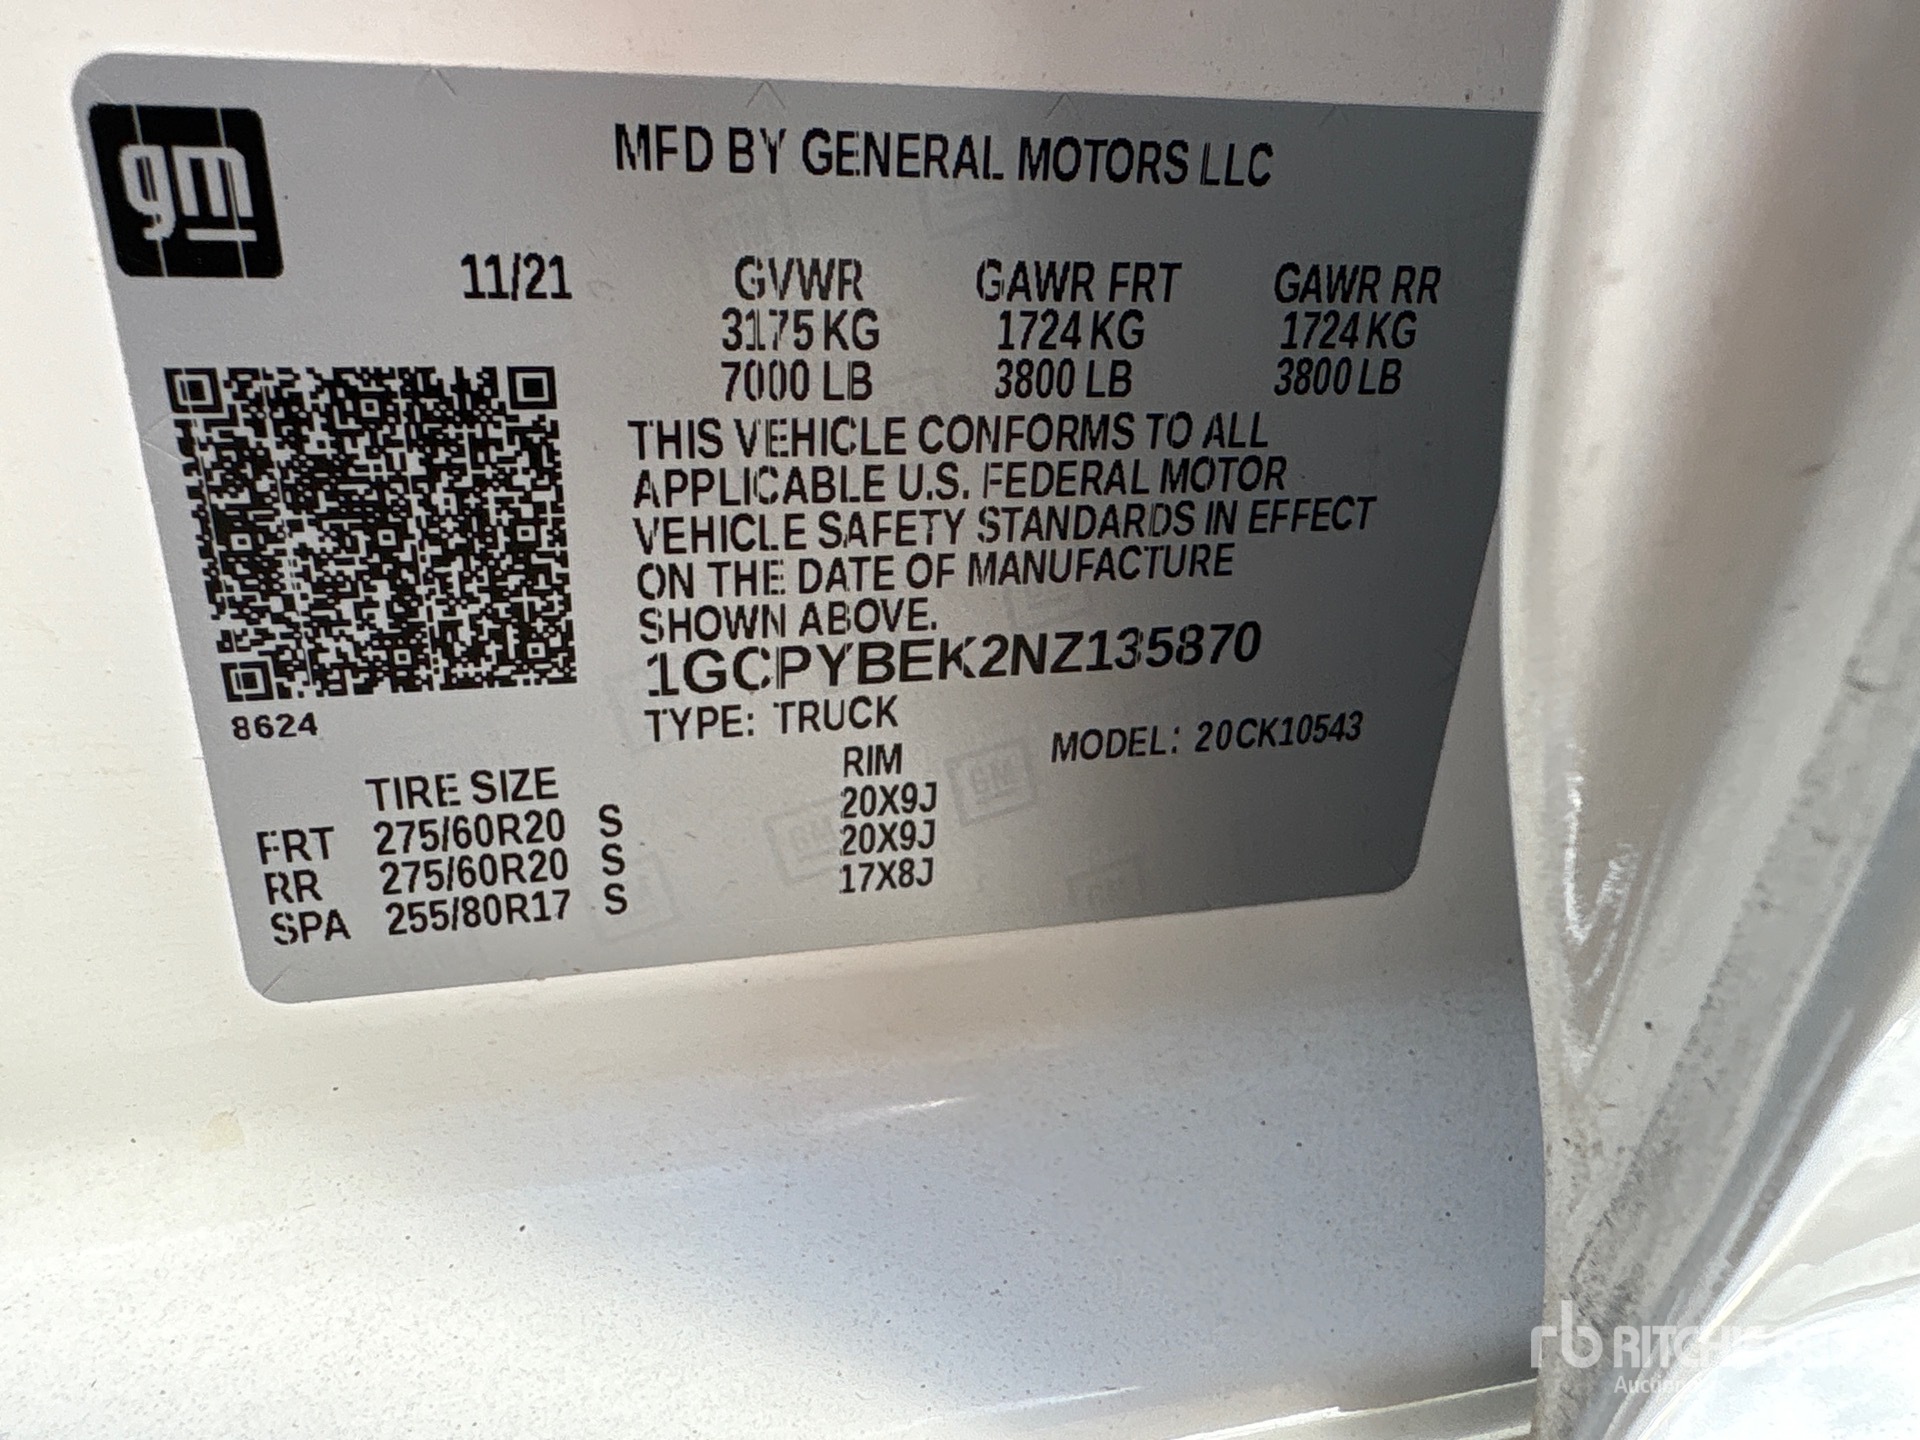 gm
MFD BY GENERAL MOTORS LLC
11/21 GVWR GAWR FRT GAWR RR
3175 KG 1724 KG 1724 KG
7000 LB 3800 LB 3800 LB
THIS VEHICLE CONFORMS TO ALL
APPLICABLE U.S. FEDERAL MOTOR
VEHICLE SAFETY STANDARDS IN EFFECT
ON THE DATE OF MANUFACTURE
SHOWN ABOVE.
1GCPYBEK2NZ135870
8624
TYPE: TRUCK MODEL: 20CK10543
TIRE SIZE RIM
FRT 275/60R20 S 20X9J
RR 275/60R20 S 20X9J
SPA 255/80R17 S 17X8J
rb RITCHIE